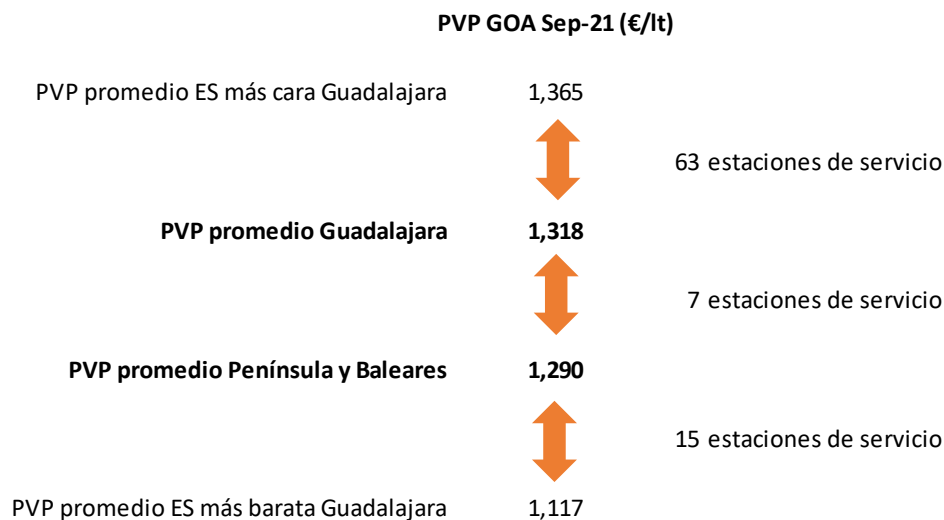 PVP GOA Sep-21 (€/lt)
PVP promedio ES más cara Guadalajara 1,365
63 estaciones de servicio
PVP promedio Guadalajara 1,318
7 estaciones de servicio
PVP promedio Península y Baleares 1,290
15 estaciones de servicio
PVP promedio ES más barata Guadalajara 1,117